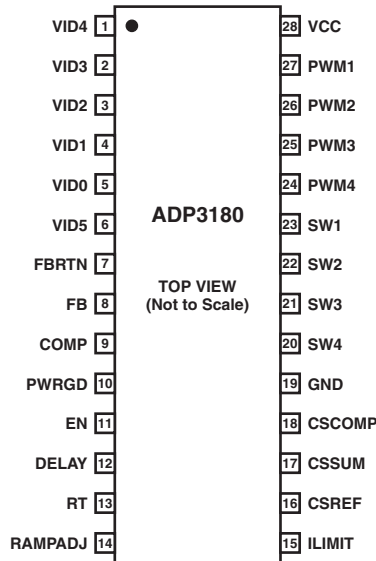 VID4 1 28 VCC
VID3 2 27 PWM1
VID2 3 26 PWM2
VID1 4 25 PWM3
VID0 5 24 PWM4
ADP3180
VID5 6 23 SW1
FBRTN 7 22 SW2
TOP VIEW
FB 8 (Not to Scale) 21 SW3
COMP 9 20 SW4
PWRGD 10 19 GND
EN 11 18 CSCOMP
DELAY 12 17 CSSUM
RT 13 16 CSREF
RAMPADJ 14 15 ILIMIT